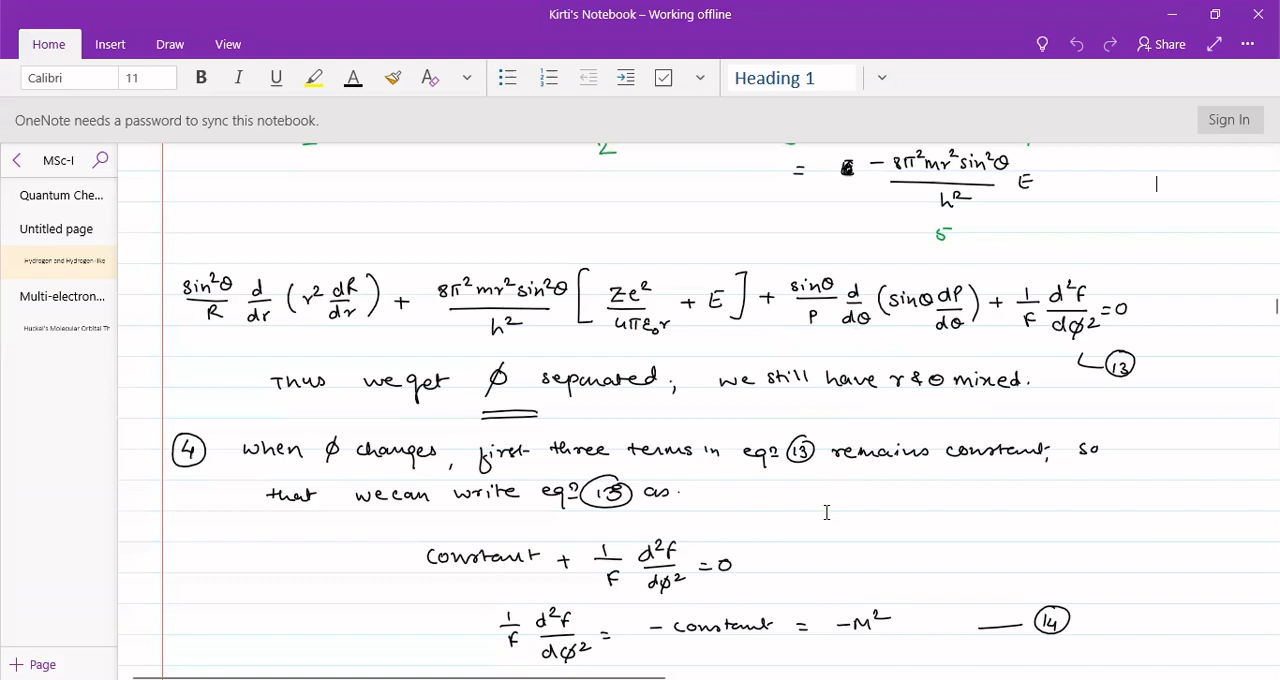 Kirti's Notebook – Working offline
Home Insert Draw View Share
Calibri 11 B I U A A Heading 1
OneNote needs a password to sync this notebook. Sign In
MSc-I
Quantum Che...
Untitled page
Hydrogen and Hydrogen-like
Multi-electron...
Huckel's Molecular Orbital Th
+ Page
2
= - 8π²mr²sin²θ / h² E
5
sin²θ/R d/dr (r² dR/dr) + 8π²mr²sin²θ/h² [Ze²/4πε₀r + E] + sinθ/P d/dθ (sinθ dP/dθ) + 1/F d²F/dφ² = 0
(13)
Thus we get φ separated, we still have r & θ mixed.
(4) when φ changes, first three terms in eqⁿ (13) remains constant, so
that we can write eqⁿ (13) as.
constant + 1/F d²F/dφ² = 0
1/F d²F/dφ² = - constant = -M² — (14)